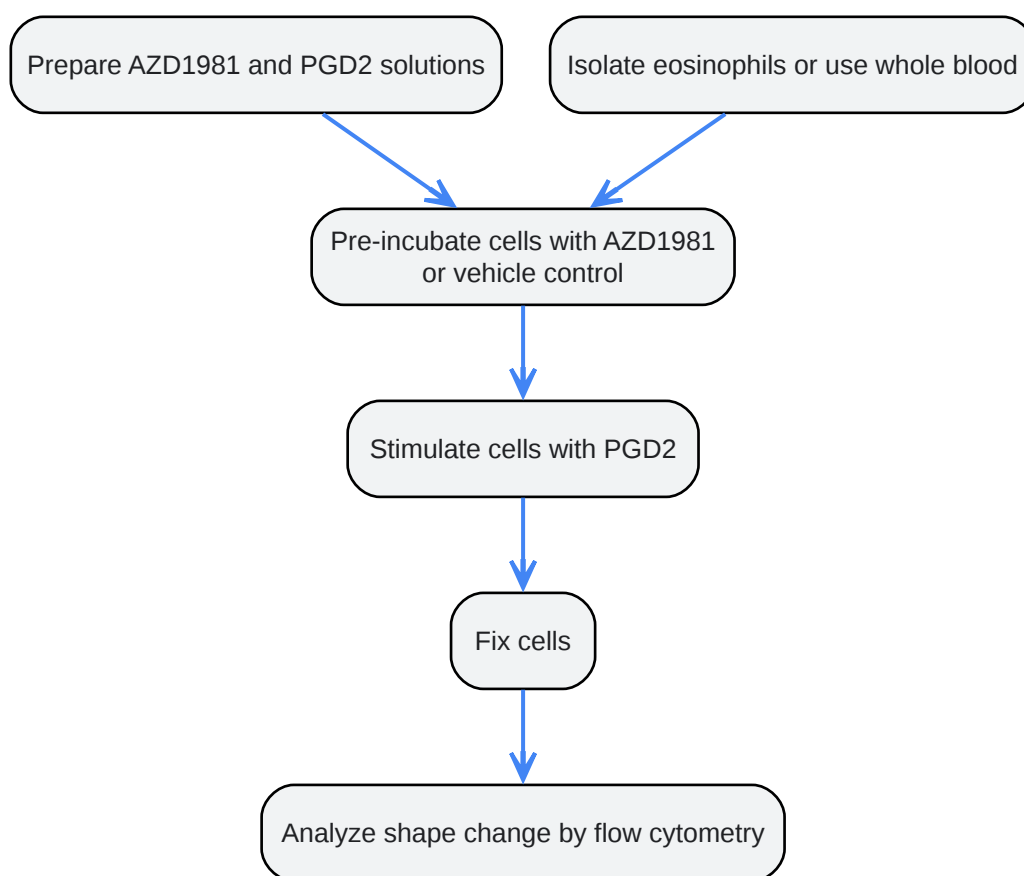 Prepare AZD1981 and PGD2 solutions
Isolate eosinophils or use whole blood
Pre-incubate cells with AZD1981
or vehicle control
Stimulate cells with PGD2
Fix cells
Analyze shape change by flow cytometry